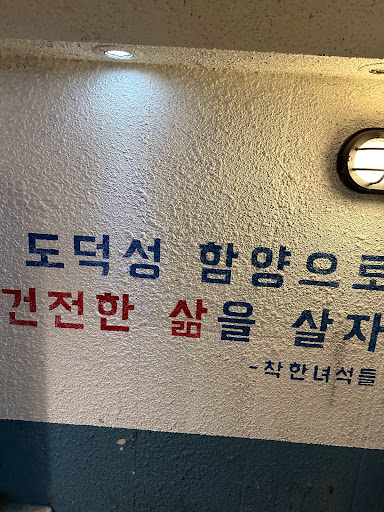 도덕성 함양으로
건전한 삶을 살자
-착한녀석들